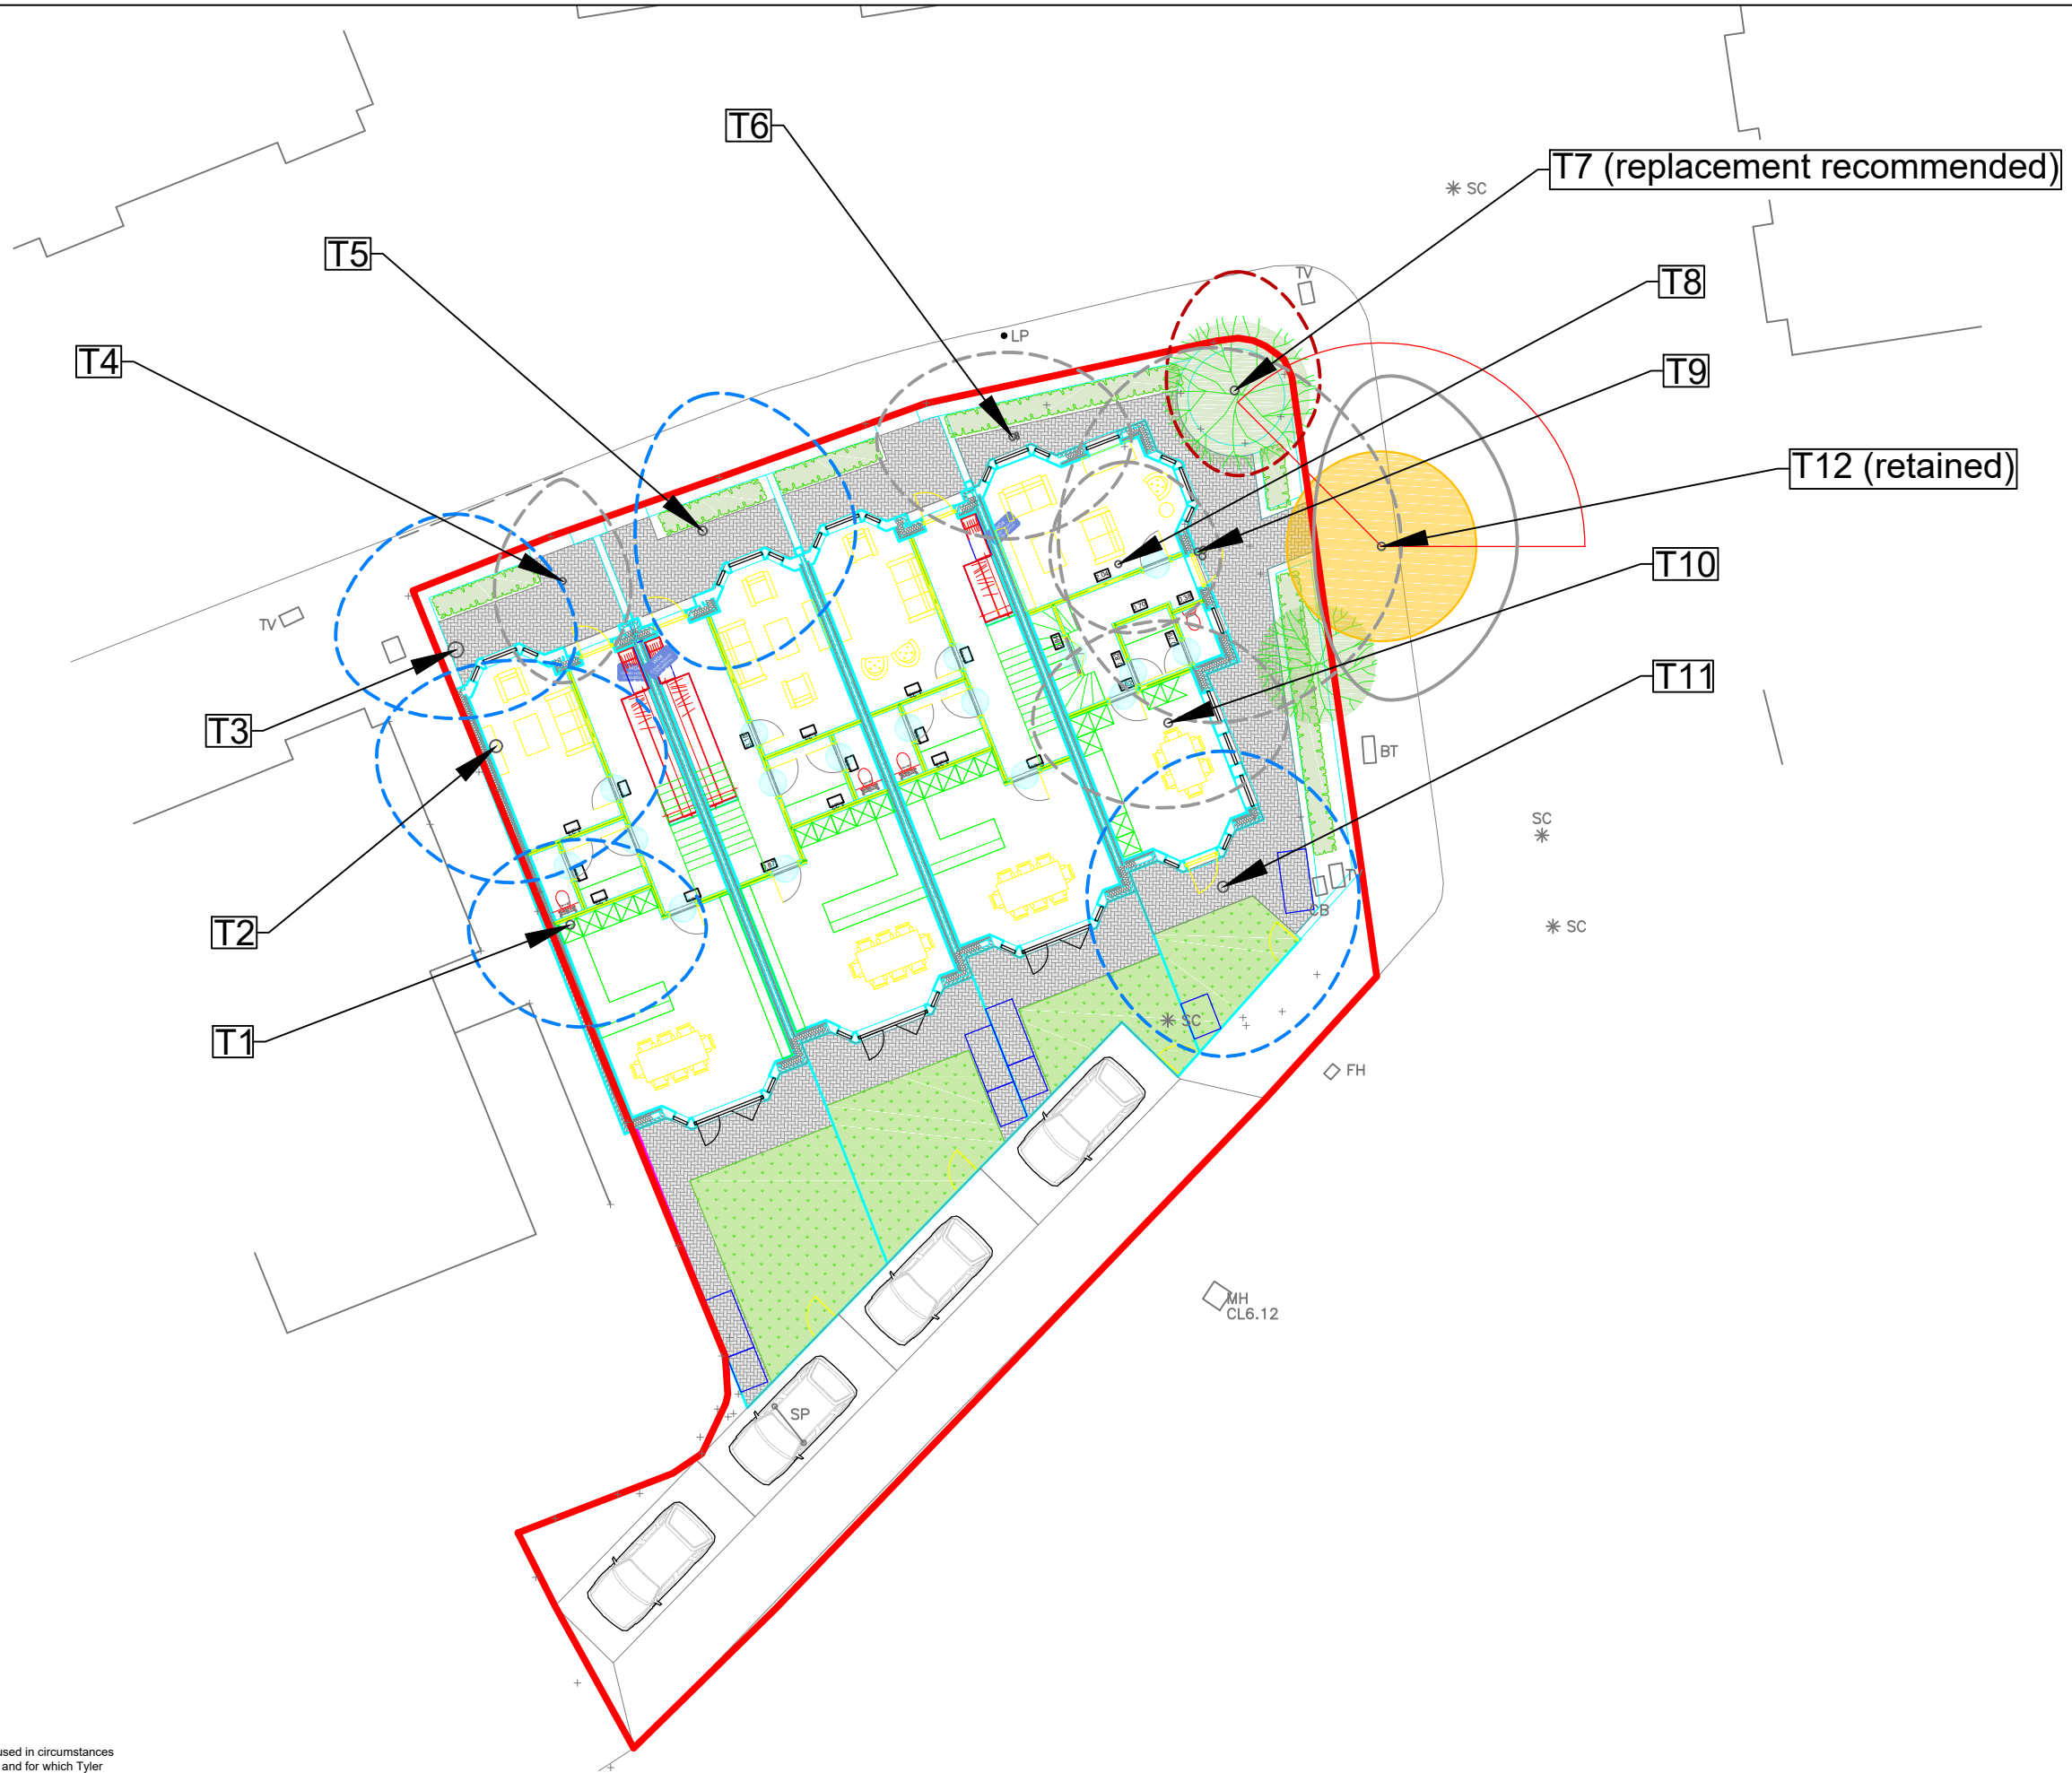 T6
T7 (replacement recommended)
SC
T5
T8
TV
LP
T4
T9
T12 (retained)
T10
TV
T11
T3
BT
SC
TV
CB
T2
SC
SC
T1
FH
MH
CL6.12
SP
used in circumstances
and for which Tyler